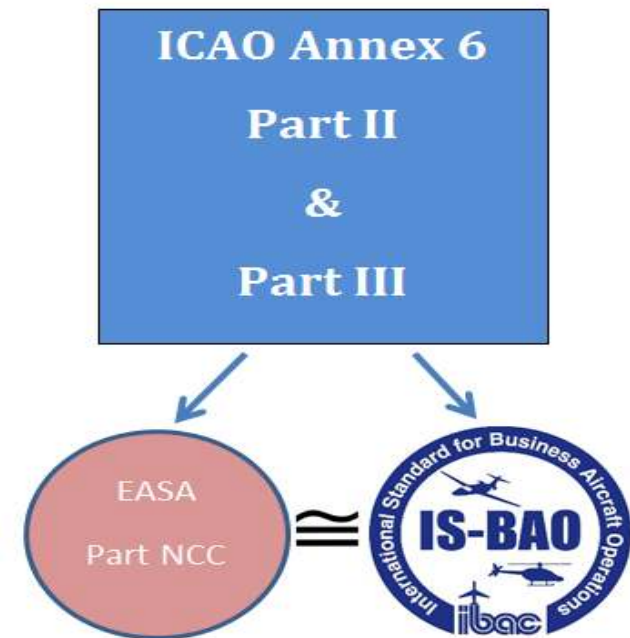 ICAO Annex 6
Part II
&
Part III
EASA
Part NCC
≅
International Standard for Business Aircraft Operations
IS-BAO
ibac